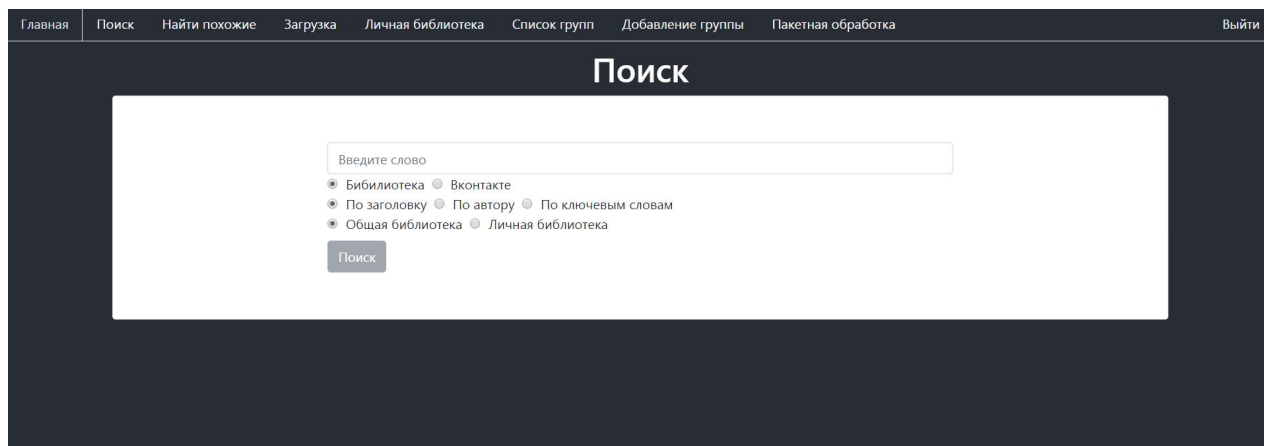 Главная Поиск Найти похожие Загрузка Личная библиотека Список групп Добавление группы Пакетная обработка Выйти
Поиск
Введите слово
Бибилиотека Вконтакте
По заголовку По автору По ключевым словам
Общая библиотека Личная библиотека
Поиск